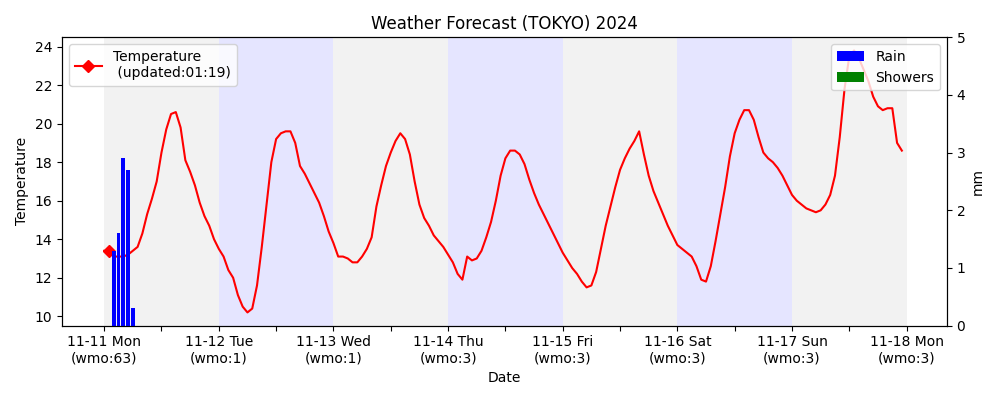 Weather Forecast (TOKYO) 2024
Temperature
(updated:01:19)
Rain
Showers
Temperature
24
22
20
18
16
14
12
10
5
4
3
2
1
0
mm
11-11 Mon
(wmo:63)
11-12 Tue
(wmo:1)
11-13 Wed
(wmo:1)
11-14 Thu
(wmo:3)
11-15 Fri
(wmo:3)
11-16 Sat
(wmo:3)
11-17 Sun
(wmo:3)
11-18 Mon
(wmo:3)
Date